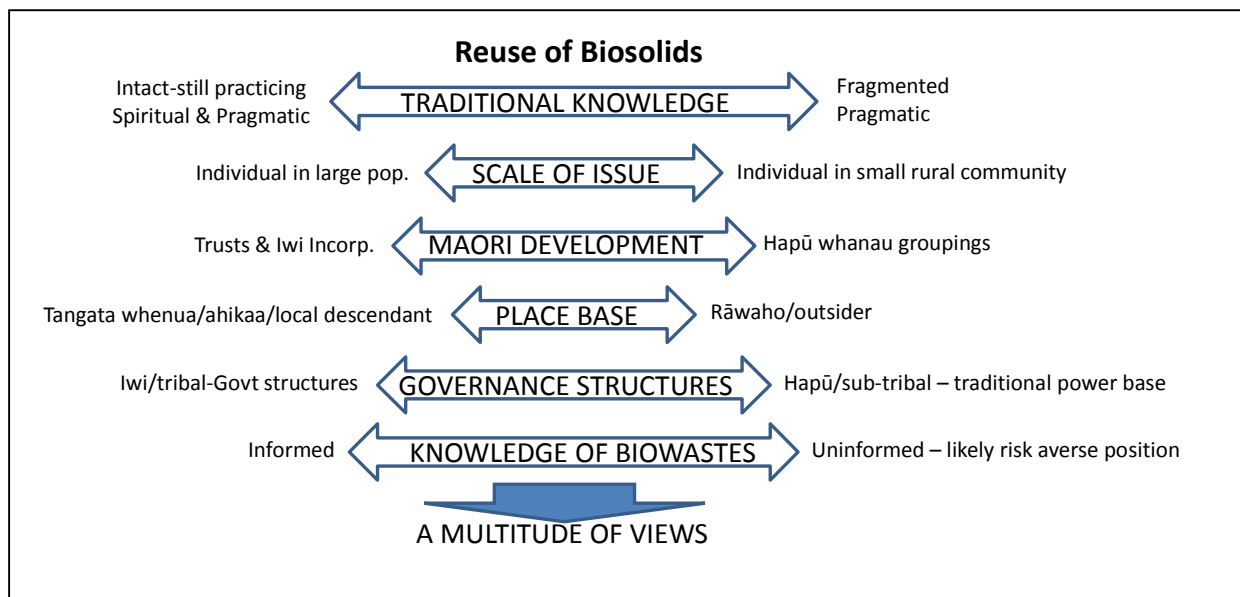 Reuse of Biosolids
Intact-still practicing
Spiritual & Pragmatic
TRADITIONAL KNOWLEDGE
Fragmented
Pragmatic
Individual in large pop.
SCALE OF ISSUE
Individual in small rural community
Trusts & Iwi Incorp.
MAORI DEVELOPMENT
Hapū whanau groupings
Tangata whenua/ahikaa/local descendant
PLACE BASE
Rāwaho/outsider
Iwi/tribal-Govt structures
GOVERNANCE STRUCTURES
Hapū/sub-tribal – traditional power base
Informed
KNOWLEDGE OF BIOWASTES
Uninformed – likely risk averse position
A MULTITUDE OF VIEWS